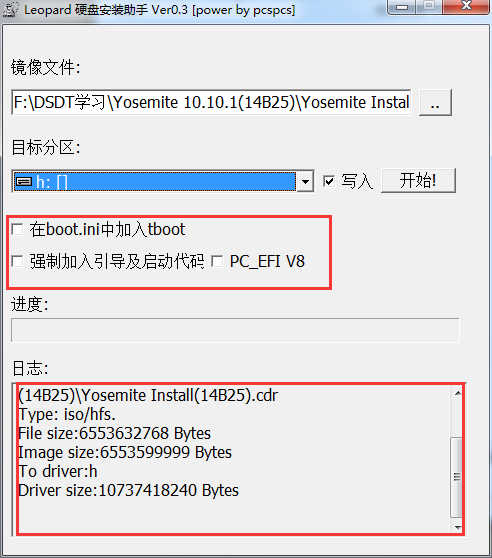 Leopard 硬盘安装助手 Ver0.3 [power by pcspcs]
镜像文件:
F:\DSDT学习\Yosemite 10.10.1(14B25)\Yosemite Instal
..
目标分区:
h: []
写入
开始!
在boot.ini中加入tboot
强制加入引导及启动代码
PC_EFI V8
进度:
日志:
(14B25)\Yosemite Install(14B25).cdr
Type: iso/hfs.
File size:6553632768 Bytes
Image size:6553599999 Bytes
To driver:h
Driver size:10737418240 Bytes